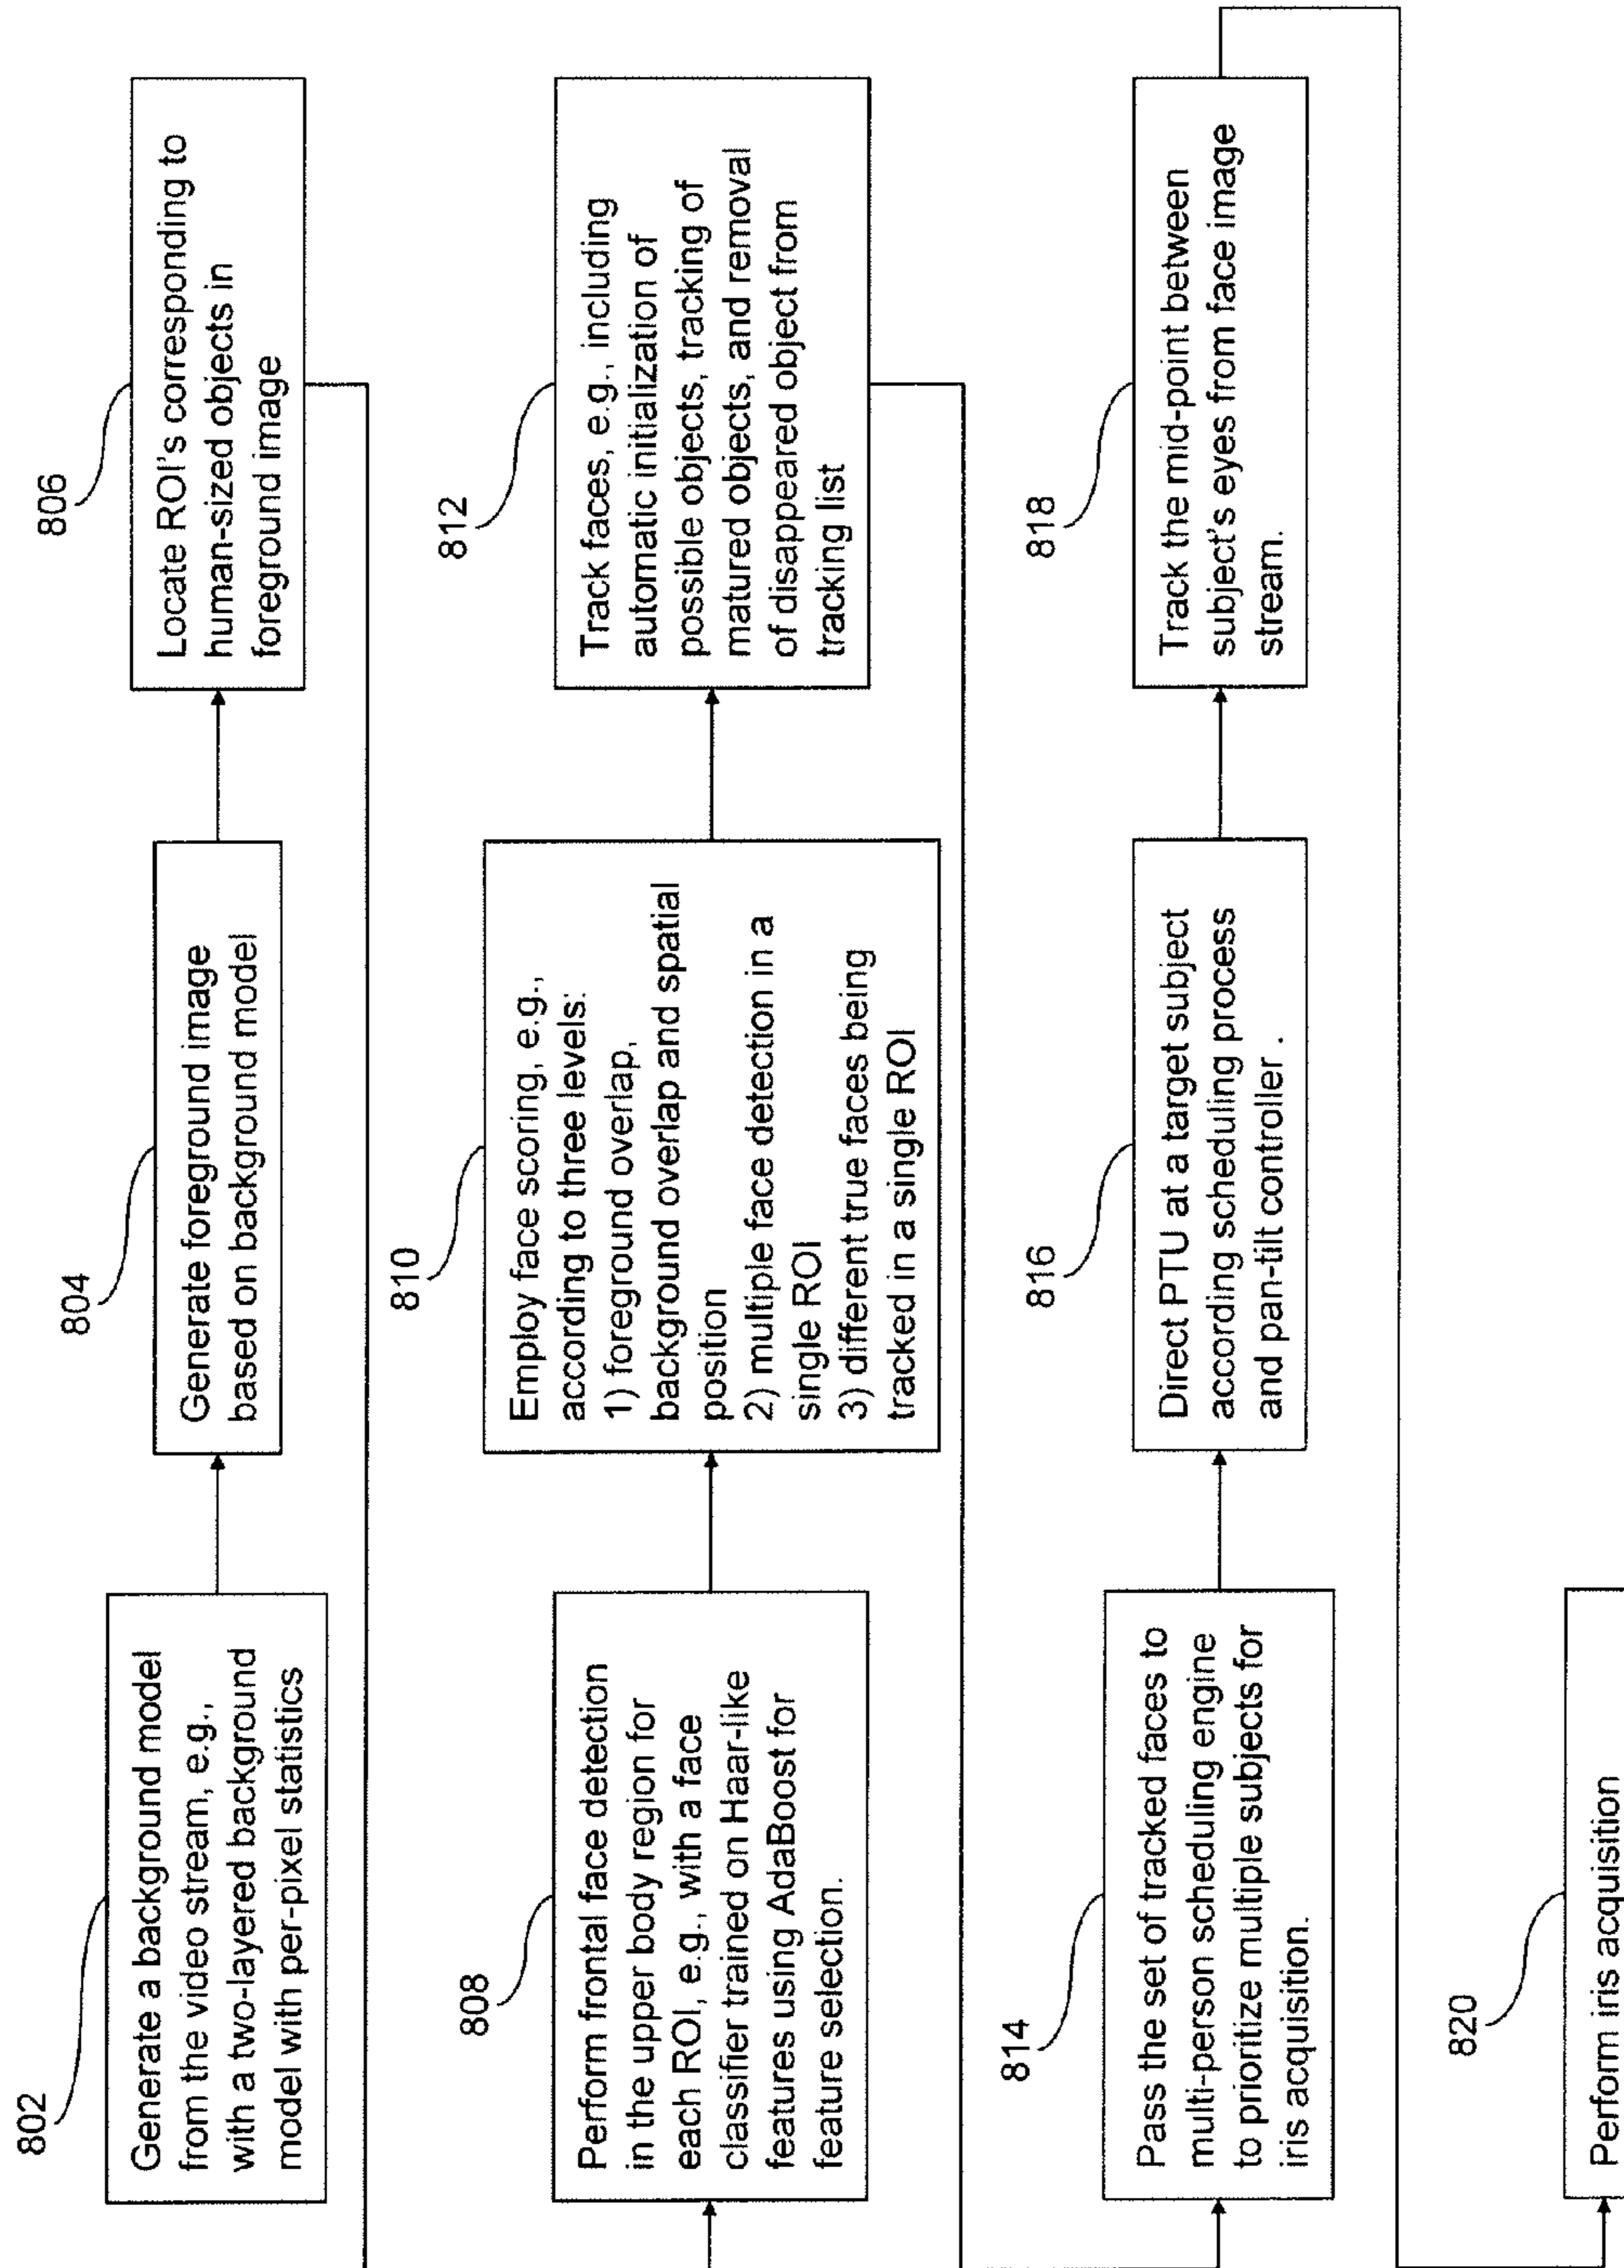 802
Generate a background model
from the video stream, e.g.,
with a two-layered background
model with per-pixel statistics
804
Generate foreground image
based on background model
806
Locate ROI's corresponding to
human-sized objects in
foreground image
808
Perform frontal face detection
in the upper body region for
each ROI, e.g., with a face
classifier trained on Haar-like
features using AdaBoost for
feature selection.
810
Employ face scoring, e.g.,
according to three levels:
1) foreground overlap,
background overlap and spatial
position
2) multiple face detection in a
single ROI
3) different true faces being
tracked in a single ROI
812
Track faces, e.g., including
automatic initialization of
possible objects, tracking of
matured objects, and removal
of disappeared object from
tracking list
814
Pass the set of tracked faces to
multi-person scheduling engine
to prioritize multiple subjects for
iris acquisition.
816
Direct PTU at a target subject
according scheduling process
and pan-tilt controller .
818
Track the mid-point between
subject's eyes from face image
stream.
820
Perform iris acquisition